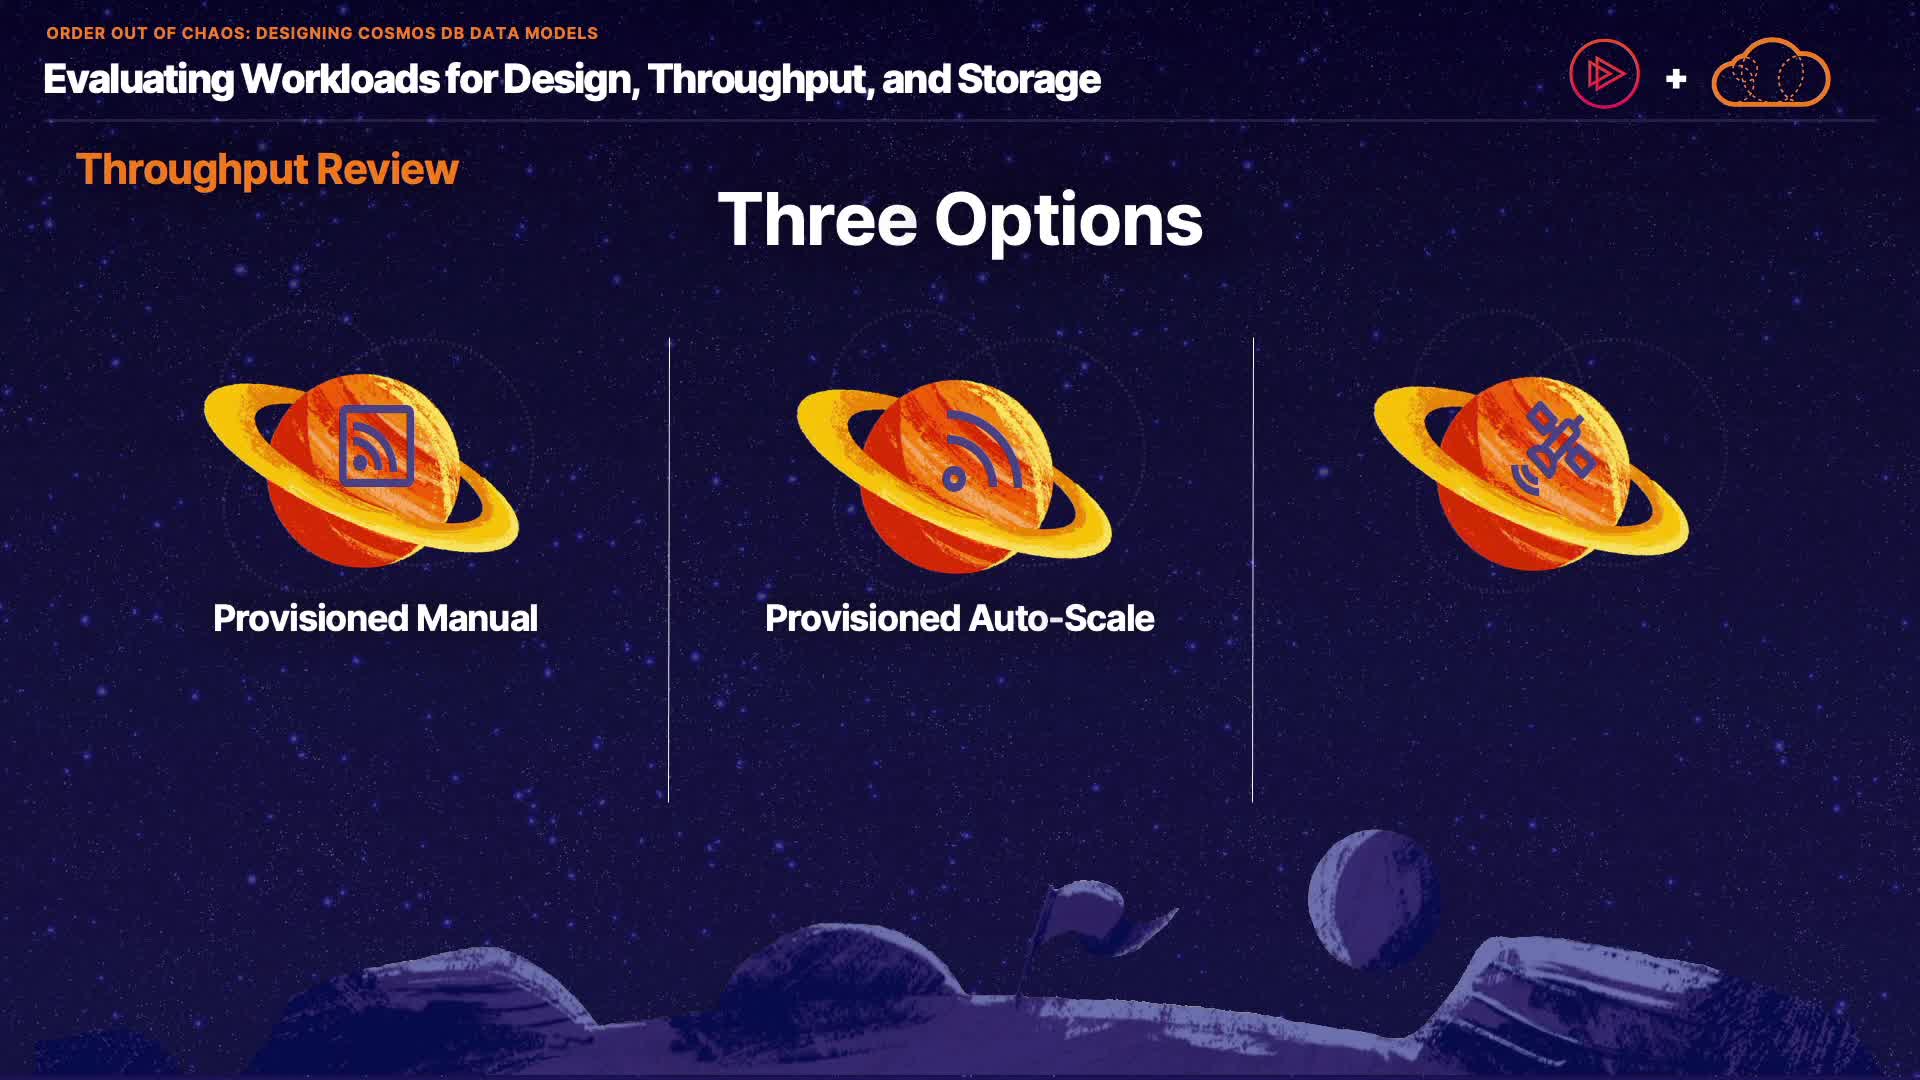 ORDER OUT OF CHAOS: DESIGNING COSMOS DB DATA MODELS
Evaluating Workloads for Design, Throughput, and Storage
+
Throughput Review
Three Options
Provisioned Manual
Provisioned Auto-Scale